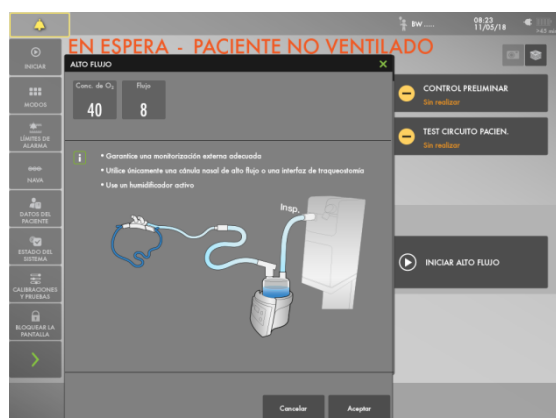 BW .....
08:23
11/05/18
EN ESPERA - PACIENTE NO VENTILADO
INICIAR
MODOS
LÍMITES DE
ALARMA
NAVA
DATOS DEL
PACIENTE
ESTADO DEL
SISTEMA
CALIBRACIONES
Y PRUEBAS
BLOQUEAR LA
PANTALLA
ALTO FLUJO
Conc. de O₂ Flujo
40 8
• Garantice una monitorización externa adecuada
• Utilice únicamente una cánula nasal de alto flujo o una interfaz de traqueostomía
• Use un humidificador activo
Insp.
Cancelar Aceptar
CONTROL PRELIMINAR
Sin realizar
TEST CIRCUITO PACIEN.
Sin realizar
INICIAR ALTO FLUJO